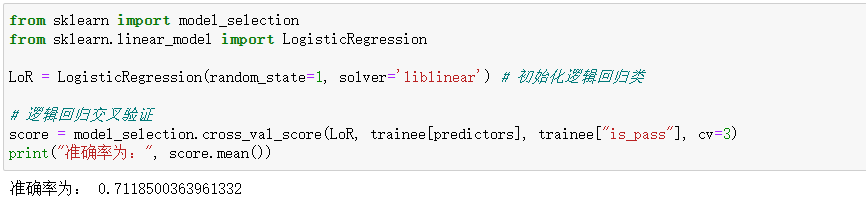 from sklearn import model_selection
from sklearn.linear_model import LogisticRegression
LoR = LogisticRegression(random_state=1, solver='liblinear') # 初始化逻辑回归类
# 逻辑回归交叉验证
score = model_selection.cross_val_score(LoR, trainee[predictors], trainee["is_pass"], cv=3)
print("准确率为：", score.mean())
准确率为： 0.7118500363961332